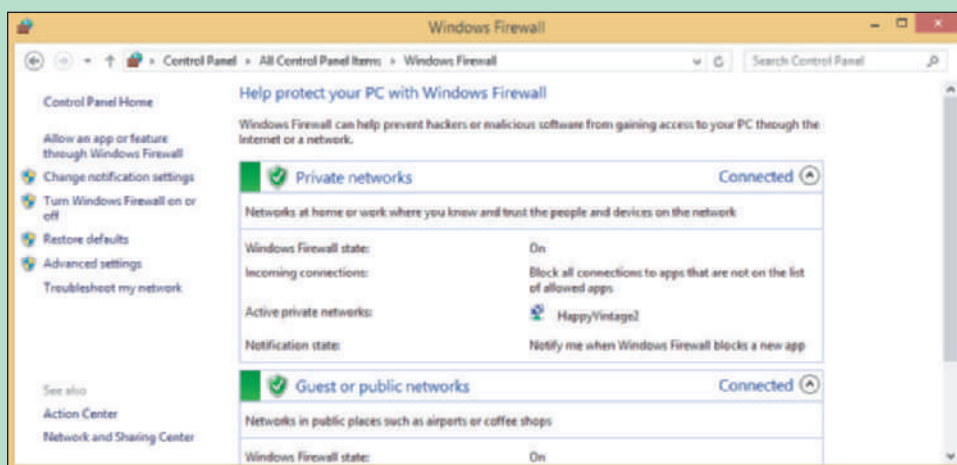 Windows Firewall
Control Panel
All Control Panel Items
Windows Firewall
Search Control Panel
Control Panel Home
Allow an app or feature
through Windows Firewall
Change notification settings
Turn Windows Firewall on or
off
Restore defaults
Advanced settings
Troubleshoot my network
See also
Action Center
Network and Sharing Center
Help protect your PC with Windows Firewall
Windows Firewall can help prevent hackers or malicious software from gaining access to your PC through the
Internet or a network.
Private networks
Connected
Networks at home or work where you know and trust the people and devices on the network
Windows Firewall state: On
Incoming connections: Block all connections to apps that are not on the list
of allowed apps
Active private networks: HappyVintage2
Notification state: Notify me when Windows Firewall blocks a new app
Guest or public networks
Connected
Networks in public places such as airports or coffee shops
Windows Firewall state: On